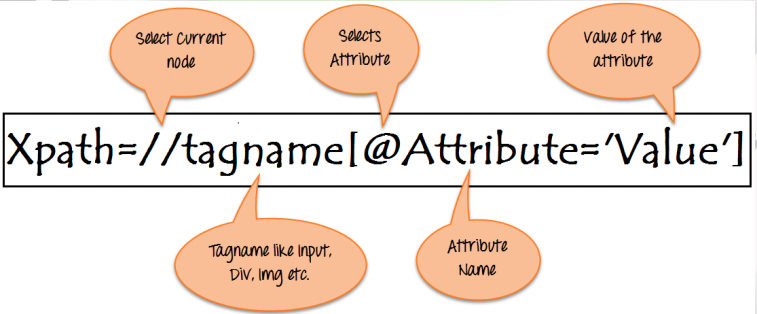 Select Current
node
Selects
Attribute
Value of the
attribute
Xpath=//tagname[@Attribute='Value']
Tagname like Input,
Div, Img etc.
Attribute
Name